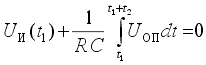 U_И(t_1) + \frac{1}{RC} \int_{t_1}^{t_1+t_2} U_{ОП} dt = 0